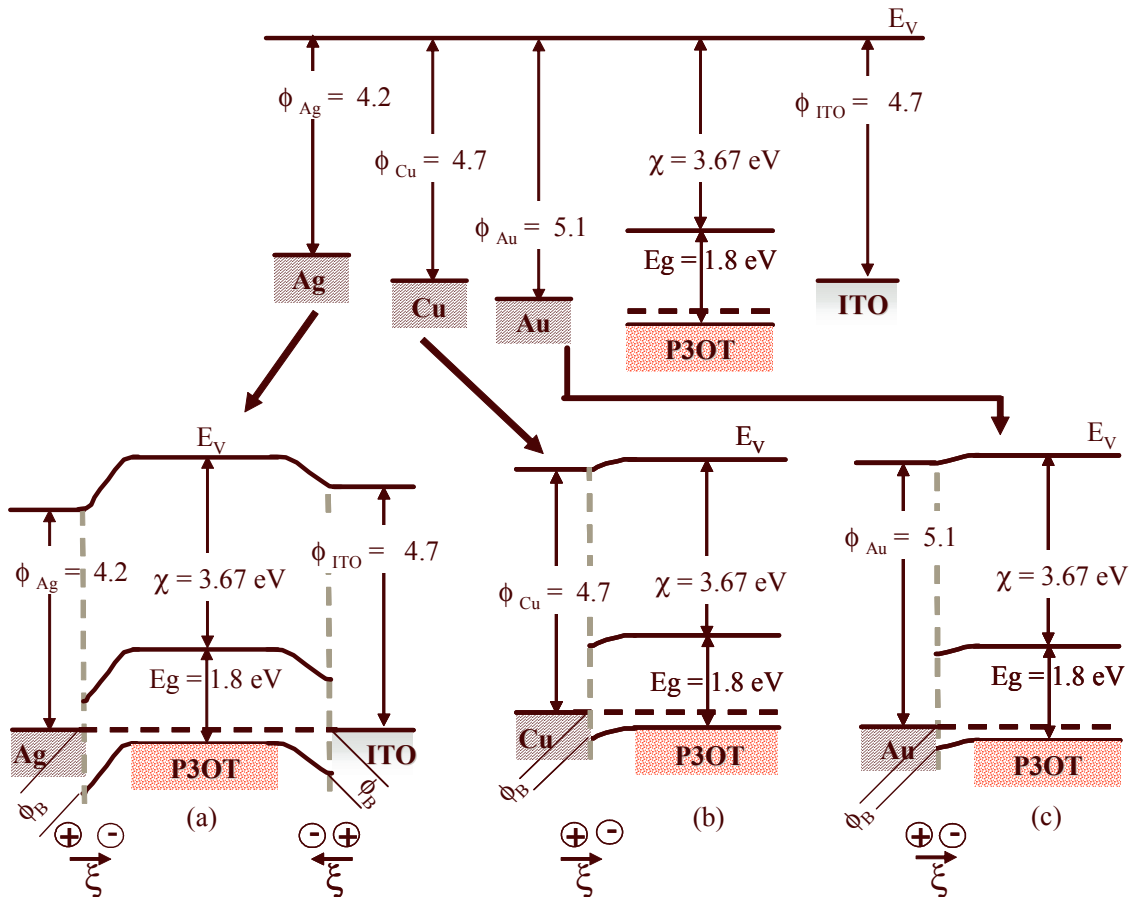 E_V
ϕ_Ag = 4.2
ϕ_ITO = 4.7
ϕ_Cu = 4.7
χ = 3.67 eV
ϕ_Au = 5.1
Eg = 1.8 eV
Ag
Cu
Au
ITO
P3OT
E_V
E_V
E_V
ϕ_Ag = 4.2
ϕ_ITO = 4.7
χ = 3.67 eV
ϕ_Cu = 4.7
χ = 3.67 eV
ϕ_Au = 5.1
χ = 3.67 eV
Eg = 1.8 eV
Eg = 1.8 eV
Eg = 1.8 eV
Ag
P3OT
ITO
Cu
P3OT
Au
P3OT
ϕ_B
ϕ_B
ϕ_B
ϕ_B
(a)
(b)
(c)
+ -
- +
+ -
+ -
ξ
ξ
ξ
ξ